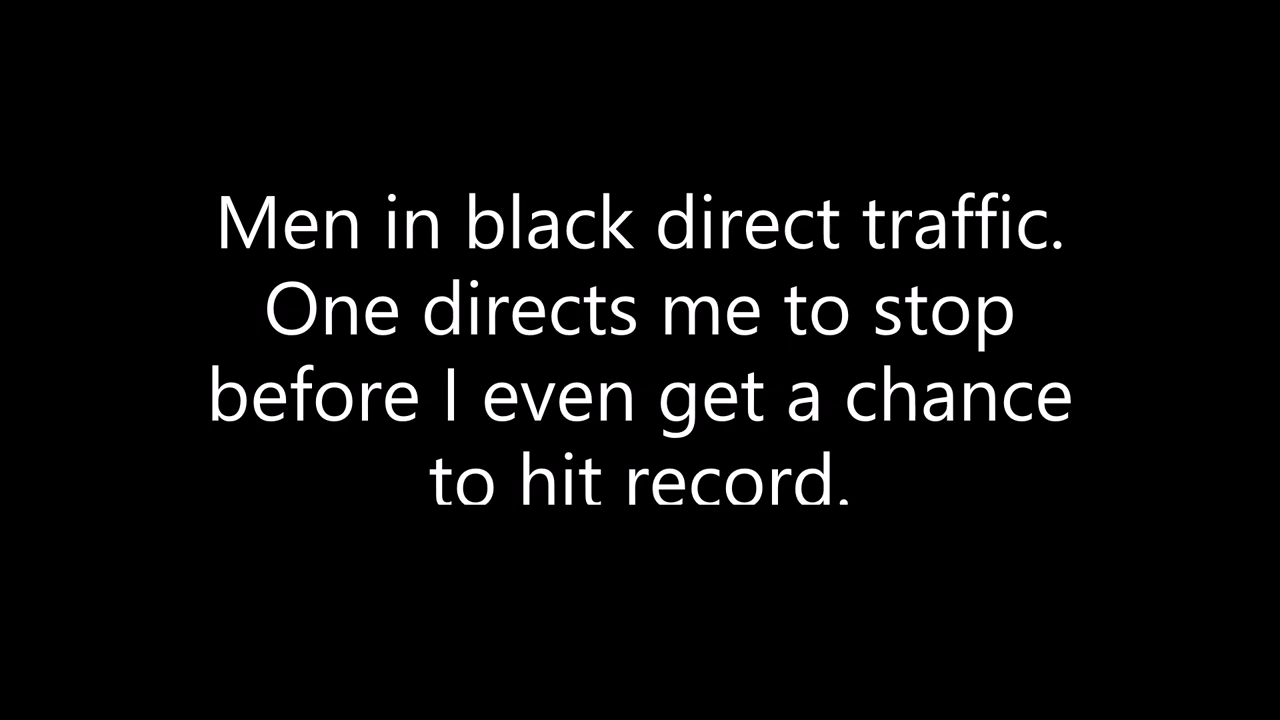 Men in black direct traffic.
One directs me to stop
before I even get a chance
to hit record.